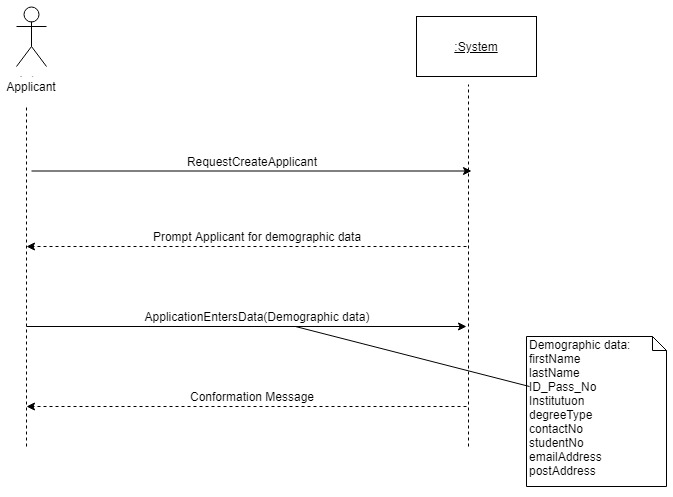 :System
Applicant
RequestCreateApplicant
Prompt Applicant for demographic data
ApplicationEntersData(Demographic data)
Demographic data:
firstName
lastName
ID_Pass_No
Institutuon
degreeType
contactNo
studentNo
emailAddress
postAddress
Conformation Message